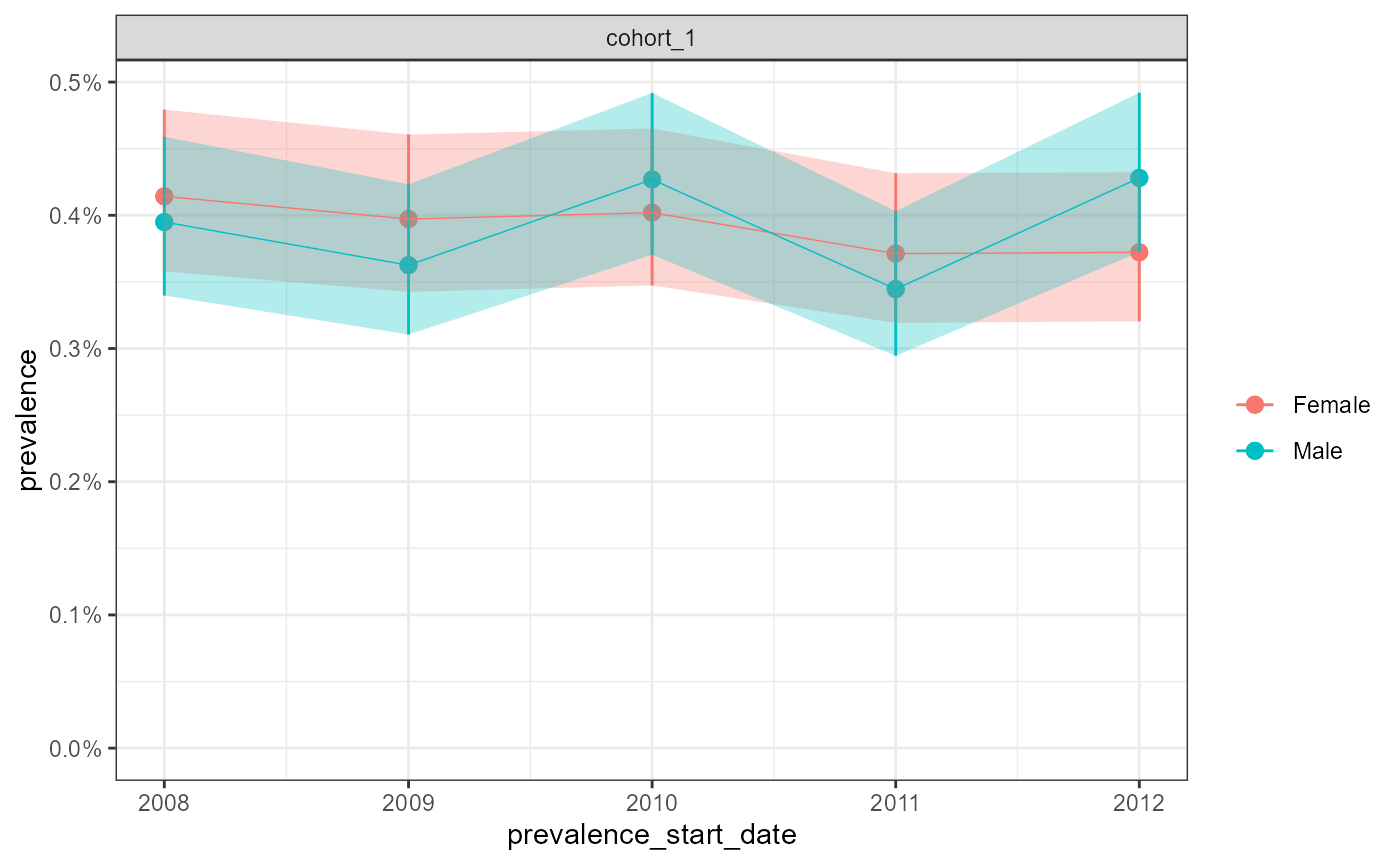 cohort_1
0.5%
0.4%
0.3%
0.2%
0.1%
0.0%
prevalence
2008 2009 2010 2011 2012
prevalence_start_date
Female
Male